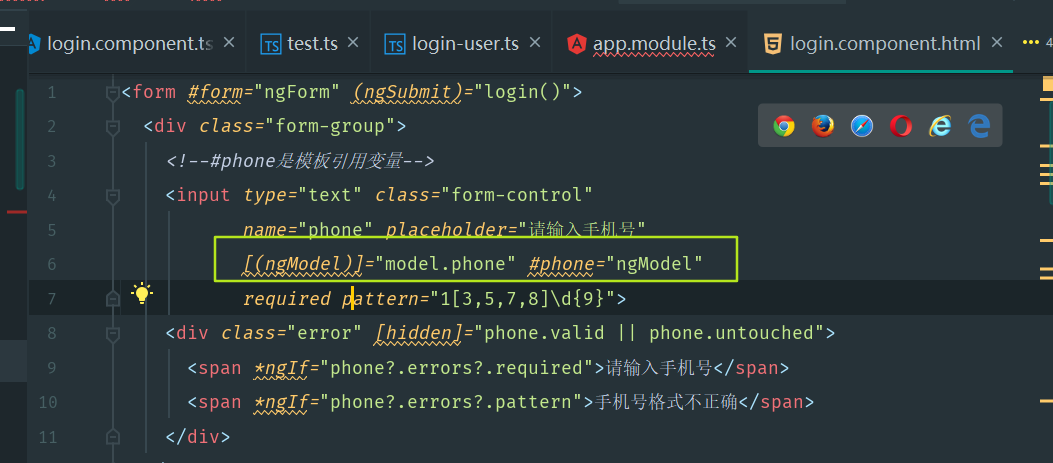 login.component.ts × test.ts × login-user.ts × app.module.ts × login.component.html ×
1 <form #form="ngForm" (ngSubmit)="login()">
2 <div class="form-group">
3 <!--#phone是模板引用变量-->
4 <input type="text" class="form-control"
5 name="phone" placeholder="请输入手机号"
6 [(ngModel)]="model.phone" #phone="ngModel"
7 required pattern="1[3,5,7,8]\d{9}">
8 <div class="error" [hidden]="phone.valid || phone.untouched">
9 <span *ngIf="phone?.errors?.required">请输入手机号</span>
10 <span *ngIf="phone?.errors?.pattern">手机号格式不正确</span>
11 </div>